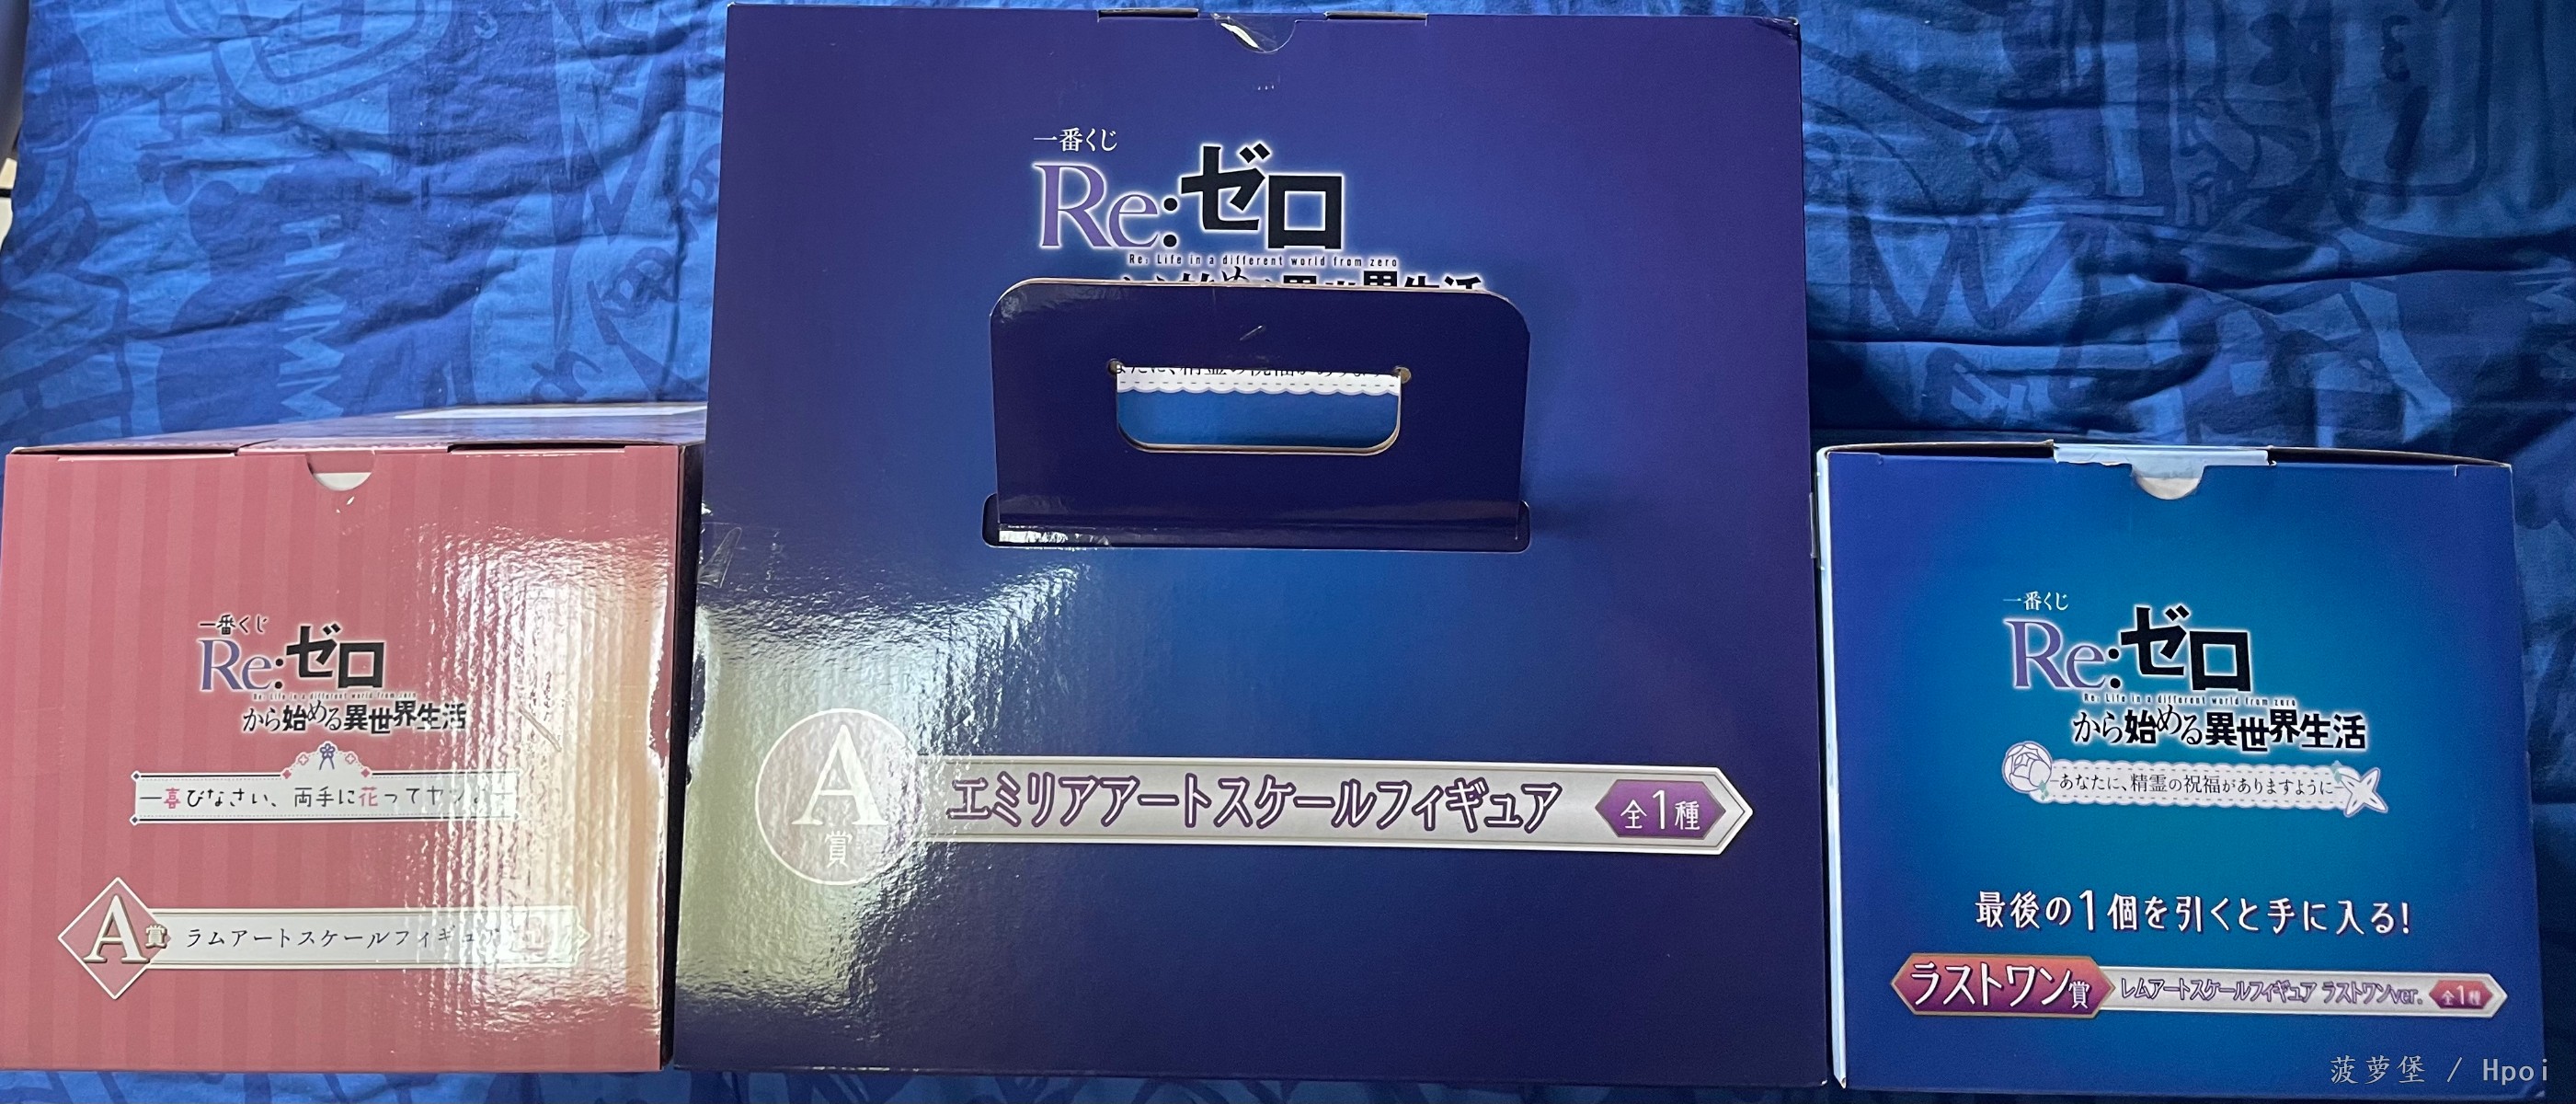 一番くじ
Re:ゼロ
Re: Life in a different world from zero
から始める異世界生活
喜びなさい、両手に花ってヤツよ
A賞
ラムアートスケールフィギュア
一番くじ
Re:ゼロ
Re: Life in a different world from zero
A賞
エミリアアートスケールフィギュア
全1種
一番くじ
Re:ゼロ
Re: Life in a different world from zero
から始める異世界生活
あなたに、精霊の祝福がありますように
最後の1個を引くと手に入る!
ラストワン賞
レムアートスケールフィギュア ラストワンver.
全1種
菠萝堡 / Hpoi